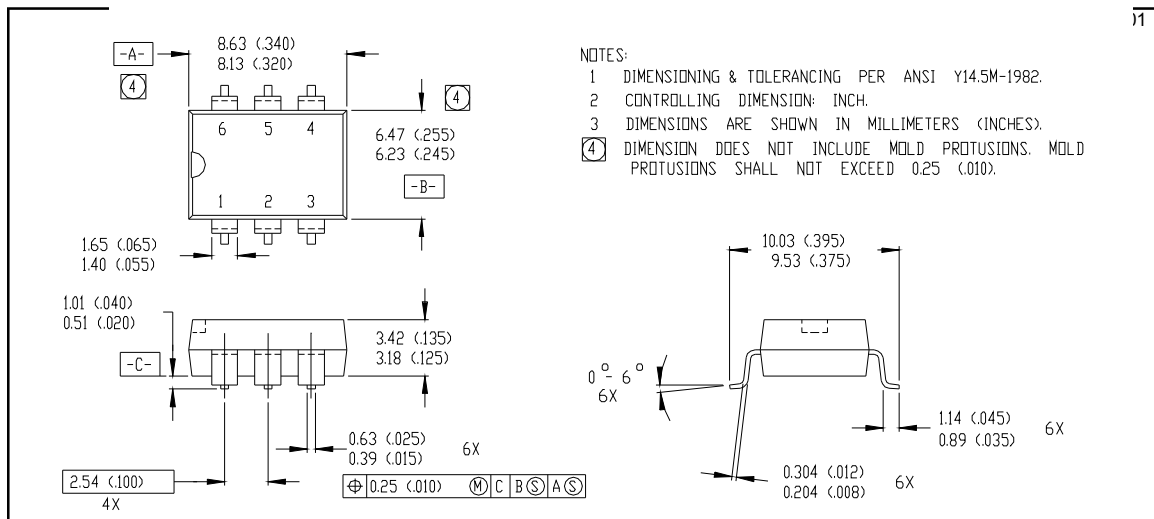 )1
-A-
8.63 (.340)
8.13 (.320)
4
4
6 5 4
1 2 3
6.47 (.255)
6.23 (.245)
-B-
1.65 (.065)
1.40 (.055)
NOTES:
1 DIMENSIONING & TOLERANCING PER ANSI Y14.5M-1982.
2 CONTROLLING DIMENSION: INCH.
3 DIMENSIONS ARE SHOWN IN MILLIMETERS (INCHES).
4 DIMENSION DOES NOT INCLUDE MOLD PROTUSIONS. MOLD
PROTUSIONS SHALL NOT EXCEED 0.25 (.010).
1.01 (.040)
0.51 (.020)
-C-
3.42 (.135)
3.18 (.125)
0.63 (.025)
0.39 (.015)
6X
2.54 (.100)
4X
⌖ 0.25 (.010) Ⓜ C B Ⓢ A Ⓢ
10.03 (.395)
9.53 (.375)
0° - 6°
6X
1.14 (.045)
0.89 (.035)
6X
0.304 (.012)
0.204 (.008)
6X